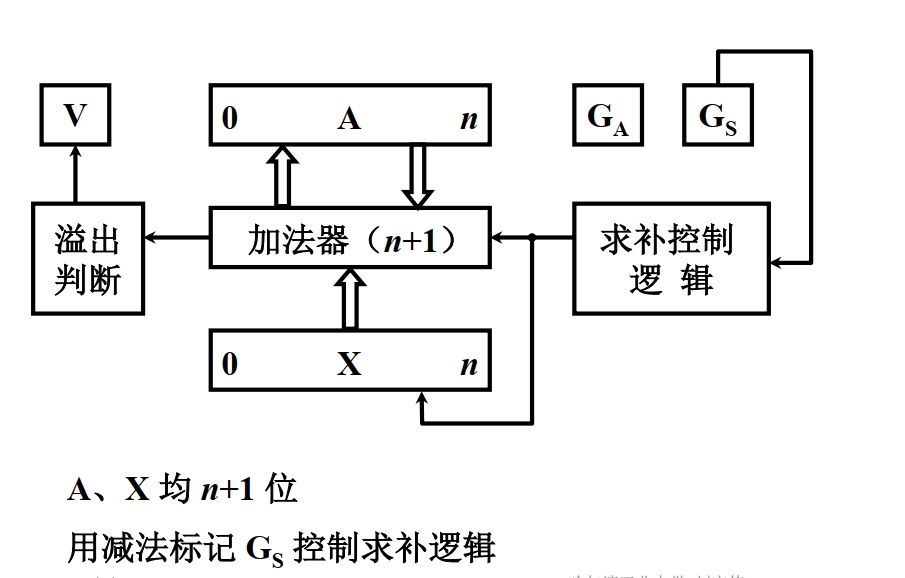 V
0 A n
G_A
G_S
溢出
判断
加法器（n+1）
求补控制
逻 辑
0 X n
A、X 均 n+1 位
用减法标记 G_S 控制求补逻辑